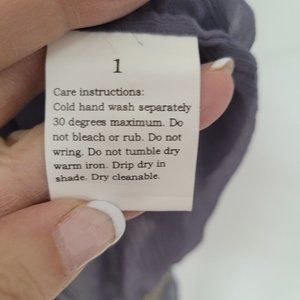 1
Care instructions:
Cold hand wash separately
30 degrees maximum. Do
not bleach or rub. Do not
wring. Do not tumble dry
warm iron. Drip dry in
shade. Dry cleanable.